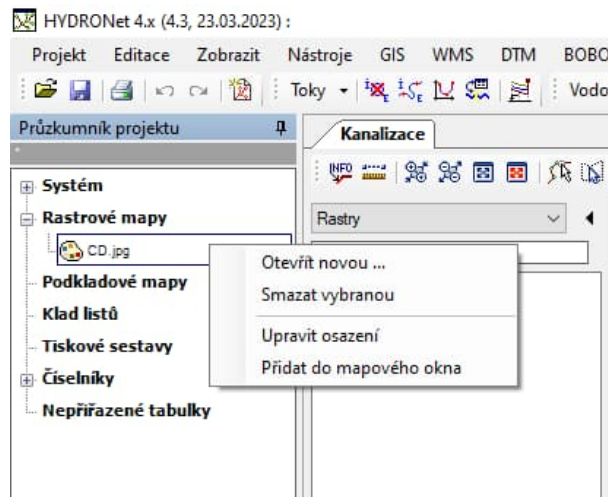 HYDRONet 4.x (4.3, 23.03.2023) :
Projekt Editace Zobrazit Nástroje GIS WMS DTM BOBO
Toky Vodo
Průzkumník projektu
Kanalizace
INFO
Systém
Rastrové mapy
Rastry
CD.jpg
Otevřít novou ...
Podkladové mapy
Smazat vybranou
Klad listů
Upravit osazení
Tiskové sestavy
Přidat do mapového okna
Číselníky
Nepřiřazené tabulky